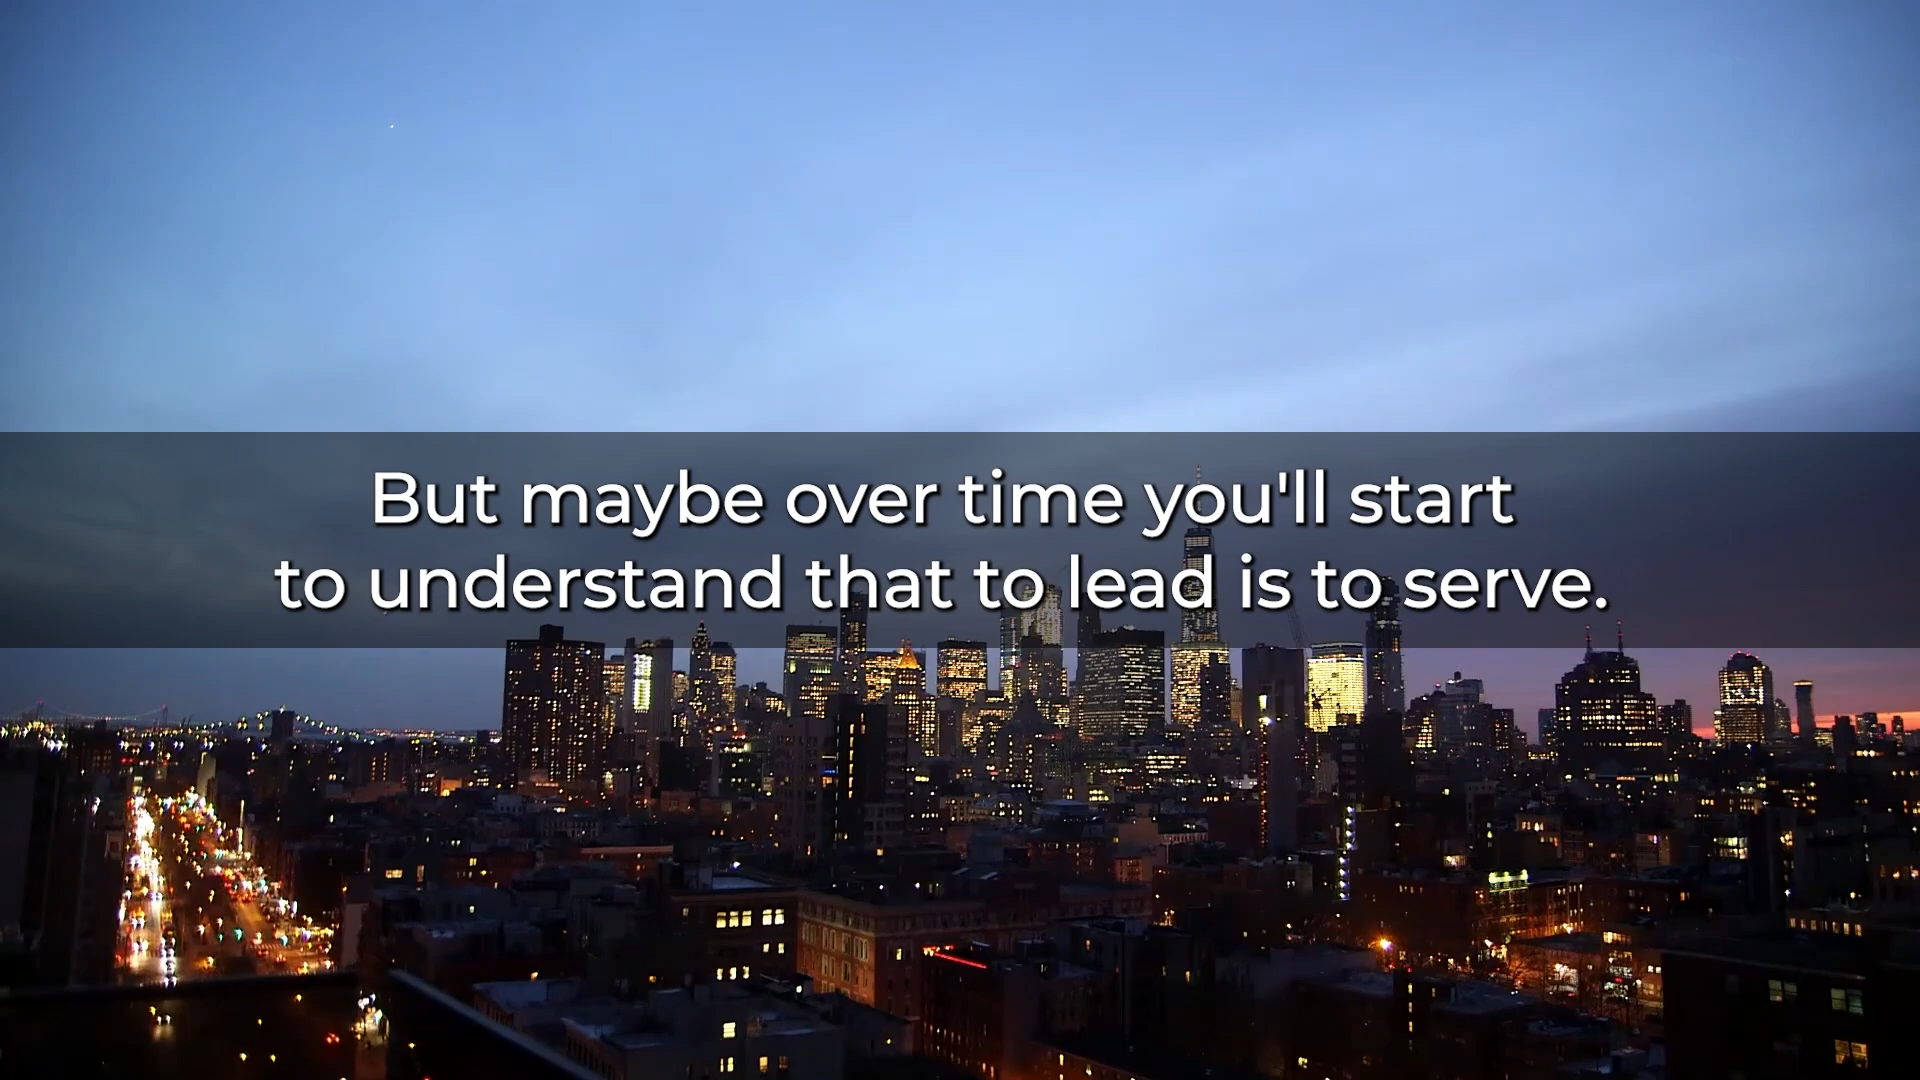 But maybe over time you'll start
to understand that to lead is to serve.